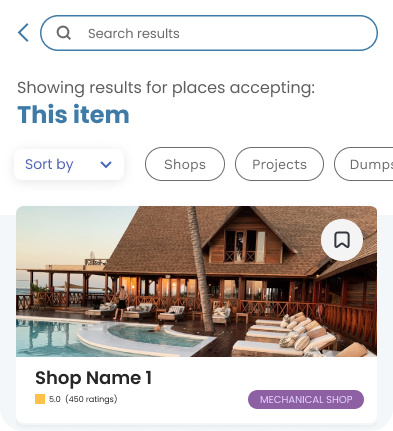 Search results
Showing results for places accepting:
This item
Sort by
Shops
Projects
Dumps
Shop Name 1
5.0 (450 ratings)
MECHANICAL SHOP